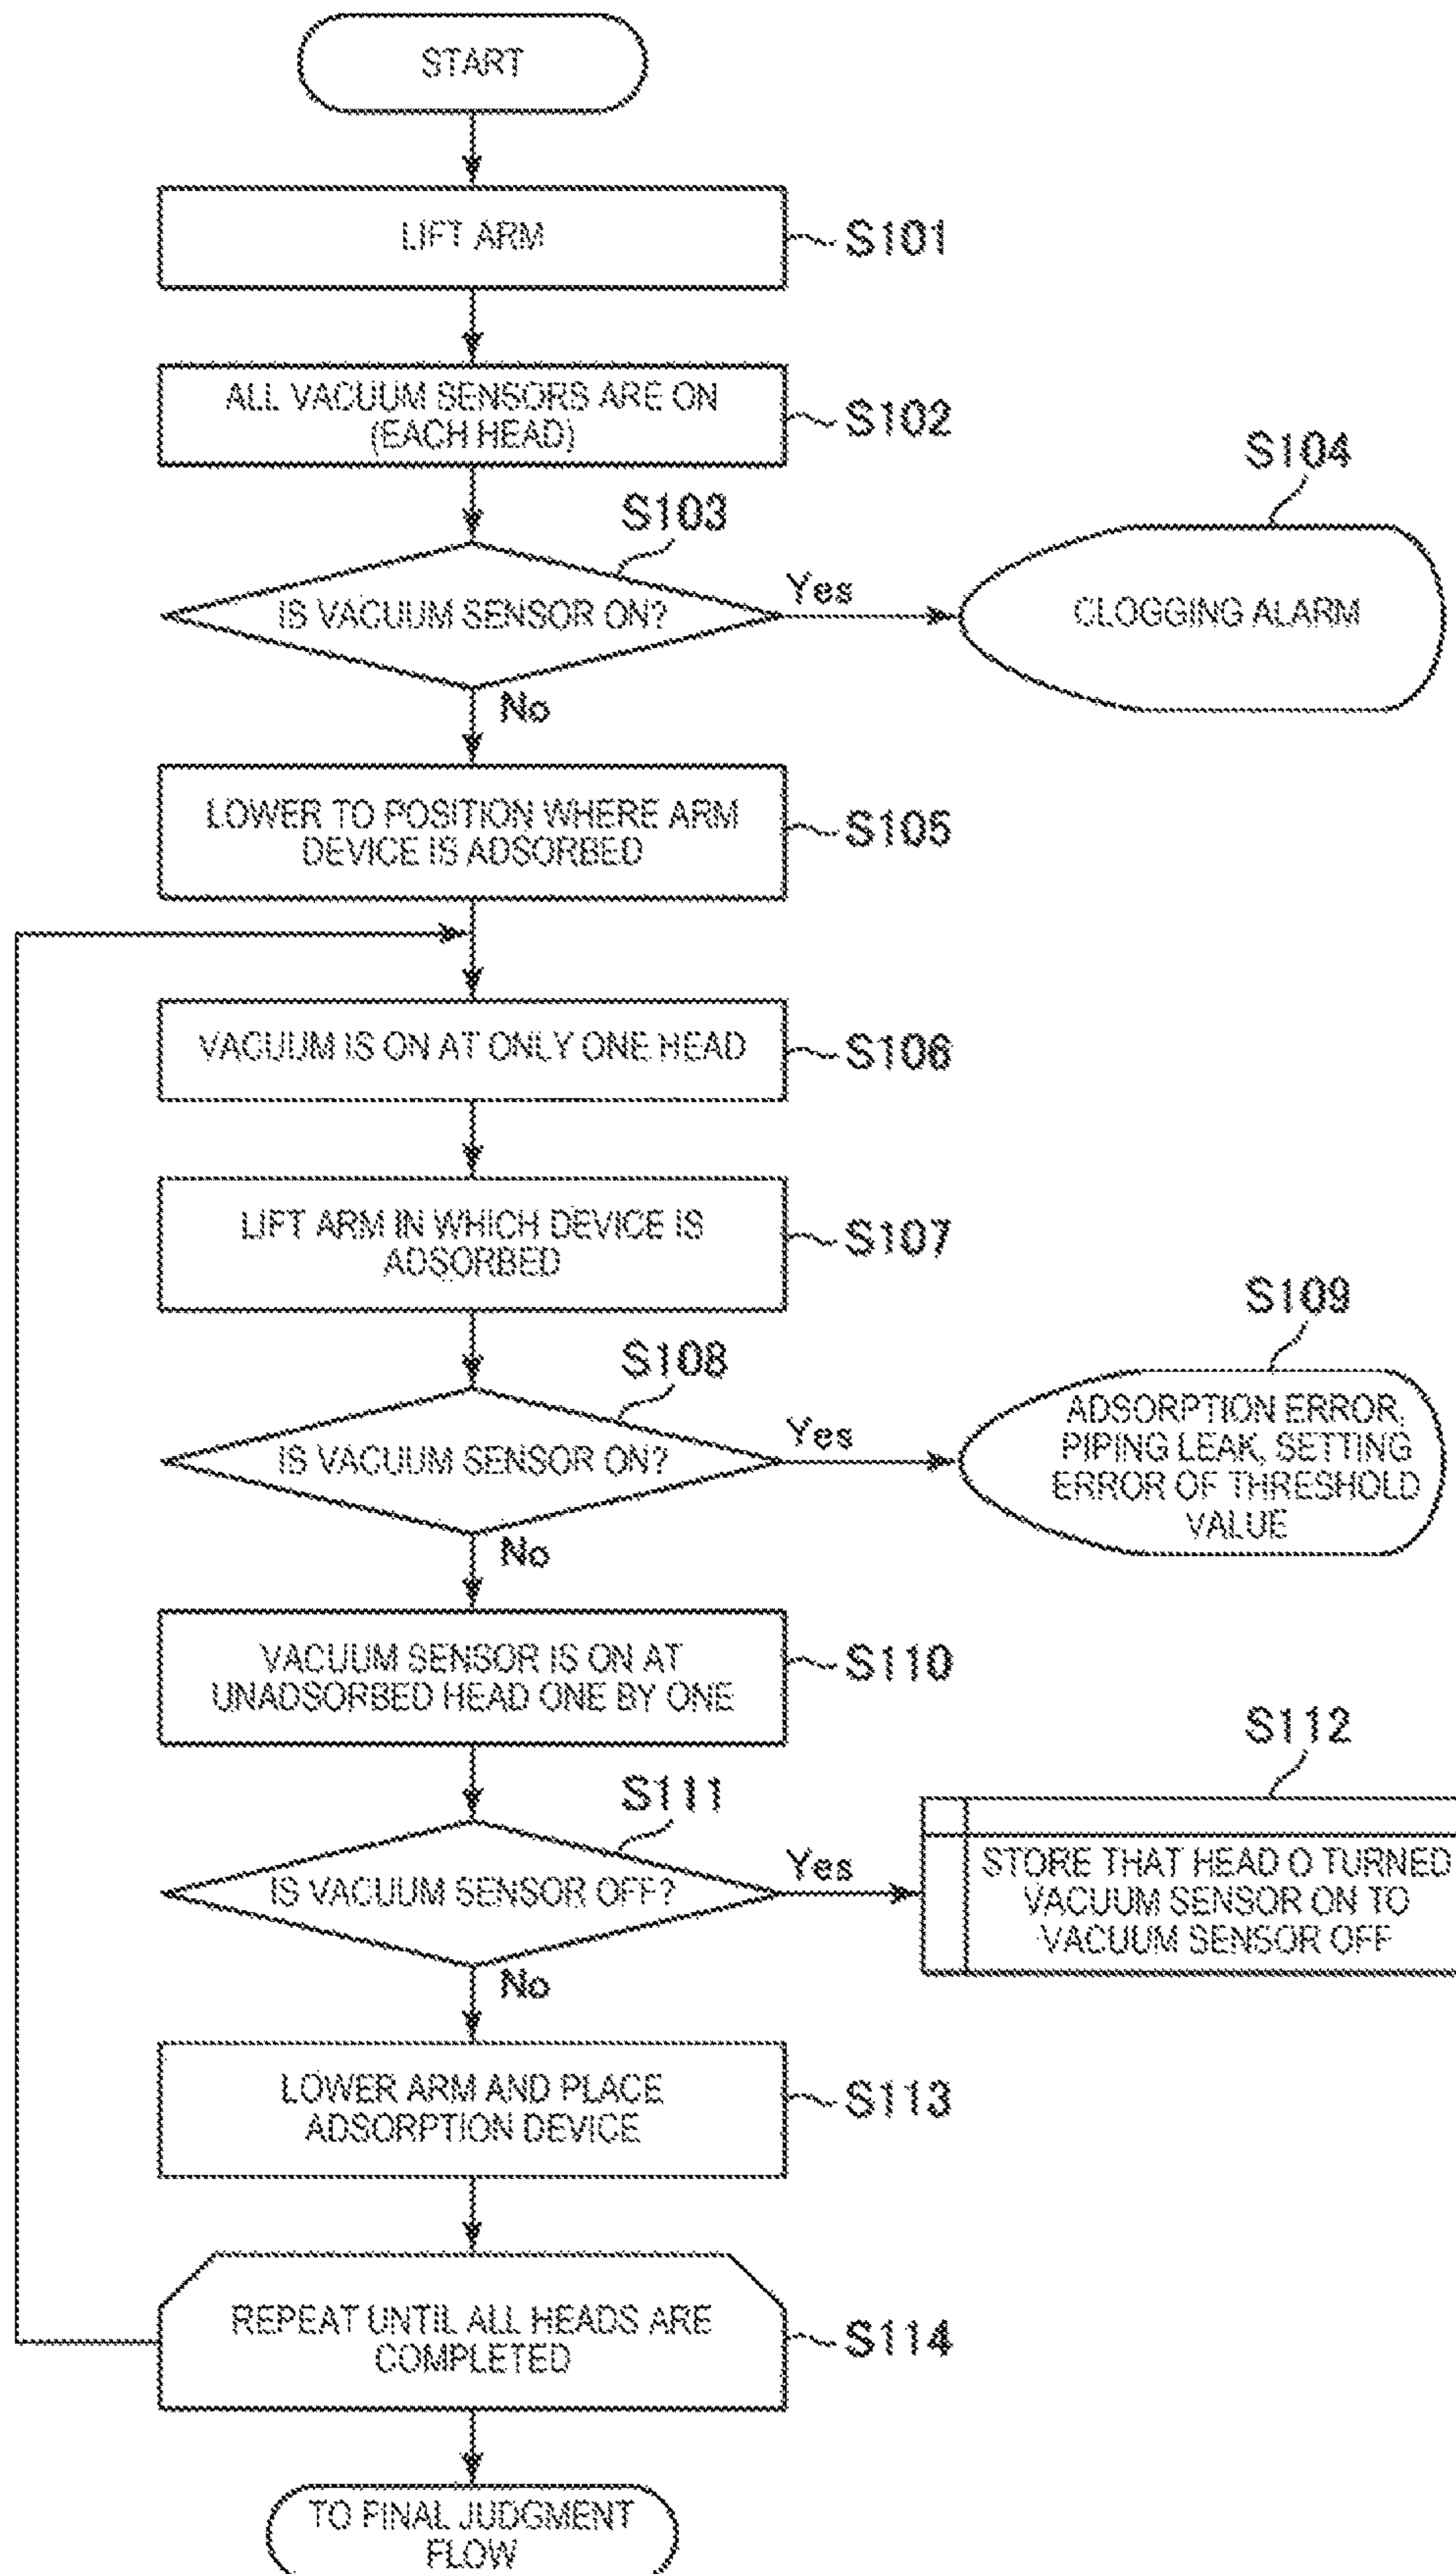 START
LIFT ARM
S101
ALL VACUUM SENSORS ARE ON
(EACH HEAD)
S102
S103
IS VACUUM SENSOR ON?
Yes
No
S104
CLOGGING ALARM
LOWER TO POSITION WHERE ARM
DEVICE IS ADSORBED
S105
VACUUM IS ON AT ONLY ONE HEAD
S106
LIFT ARM IN WHICH DEVICE IS
ADSORBED
S107
S108
IS VACUUM SENSOR ON?
Yes
No
S109
ADSORPTION ERROR,
PIPING LEAK, SETTING
ERROR OF THRESHOLD
VALUE
VACUUM SENSOR IS ON AT
UNADSORBED HEAD ONE BY ONE
S110
S111
IS VACUUM SENSOR OFF?
Yes
No
S112
STORE THAT HEAD O TURNED
VACUUM SENSOR ON TO
VACUUM SENSOR OFF
LOWER ARM AND PLACE
ADSORPTION DEVICE
S113
REPEAT UNTIL ALL HEADS ARE
COMPLETED
S114
TO FINAL JUDGMENT
FLOW